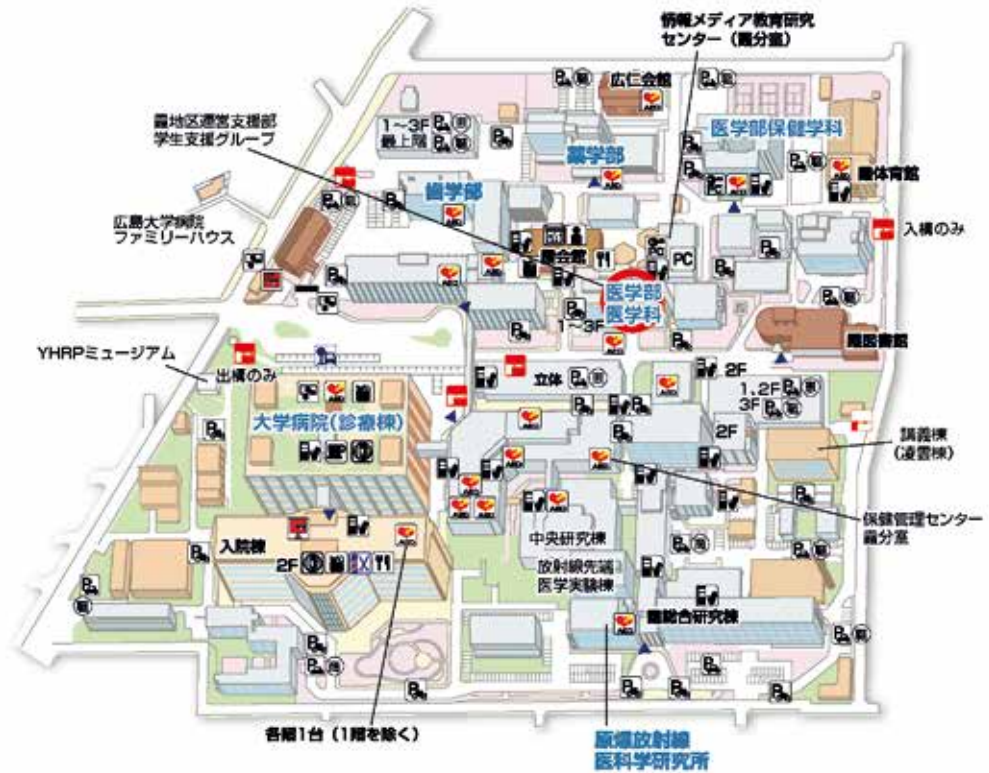 情報メディア教育研究
センター（霞分室）
広仁会館
霞地区運営支援部
学生支援グループ
1～3F
最上階
医学部保健学科
薬学部
歯学部
霞体育館
広島大学病院
ファミリーハウス
入構のみ
霞会館
PC
PC
医学部
医学科
1～3F
霞図書館
YHRPミュージアム
出構のみ
立体
2F
1、2F
3F
大学病院(診療棟)
2F
講義棟
(凌雲棟)
保健管理センター
霞分室
中央研究棟
入院棟
2F
放射線先端
医学実験棟
霞総合研究棟
各階1台（1階を除く）
原爆放射線
医科学研究所